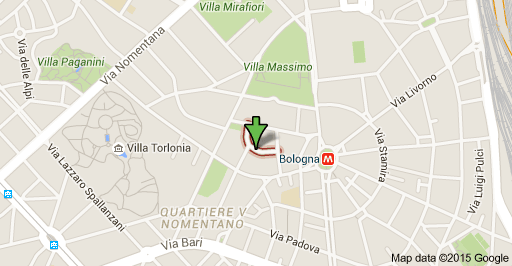 Villa Mirafiori
Via Nomentana
Via delle Alpi
Villa Paganini
Villa Massimo
Via Livorno
Villa Torlonia
Bologna
M
Via Stamira
Via Luigi Pulci
Via Lazzaro Spallanzani
QUARTIERE V
NOMENTANO
Via Bari
Via Padova
Map data ©2015 Google